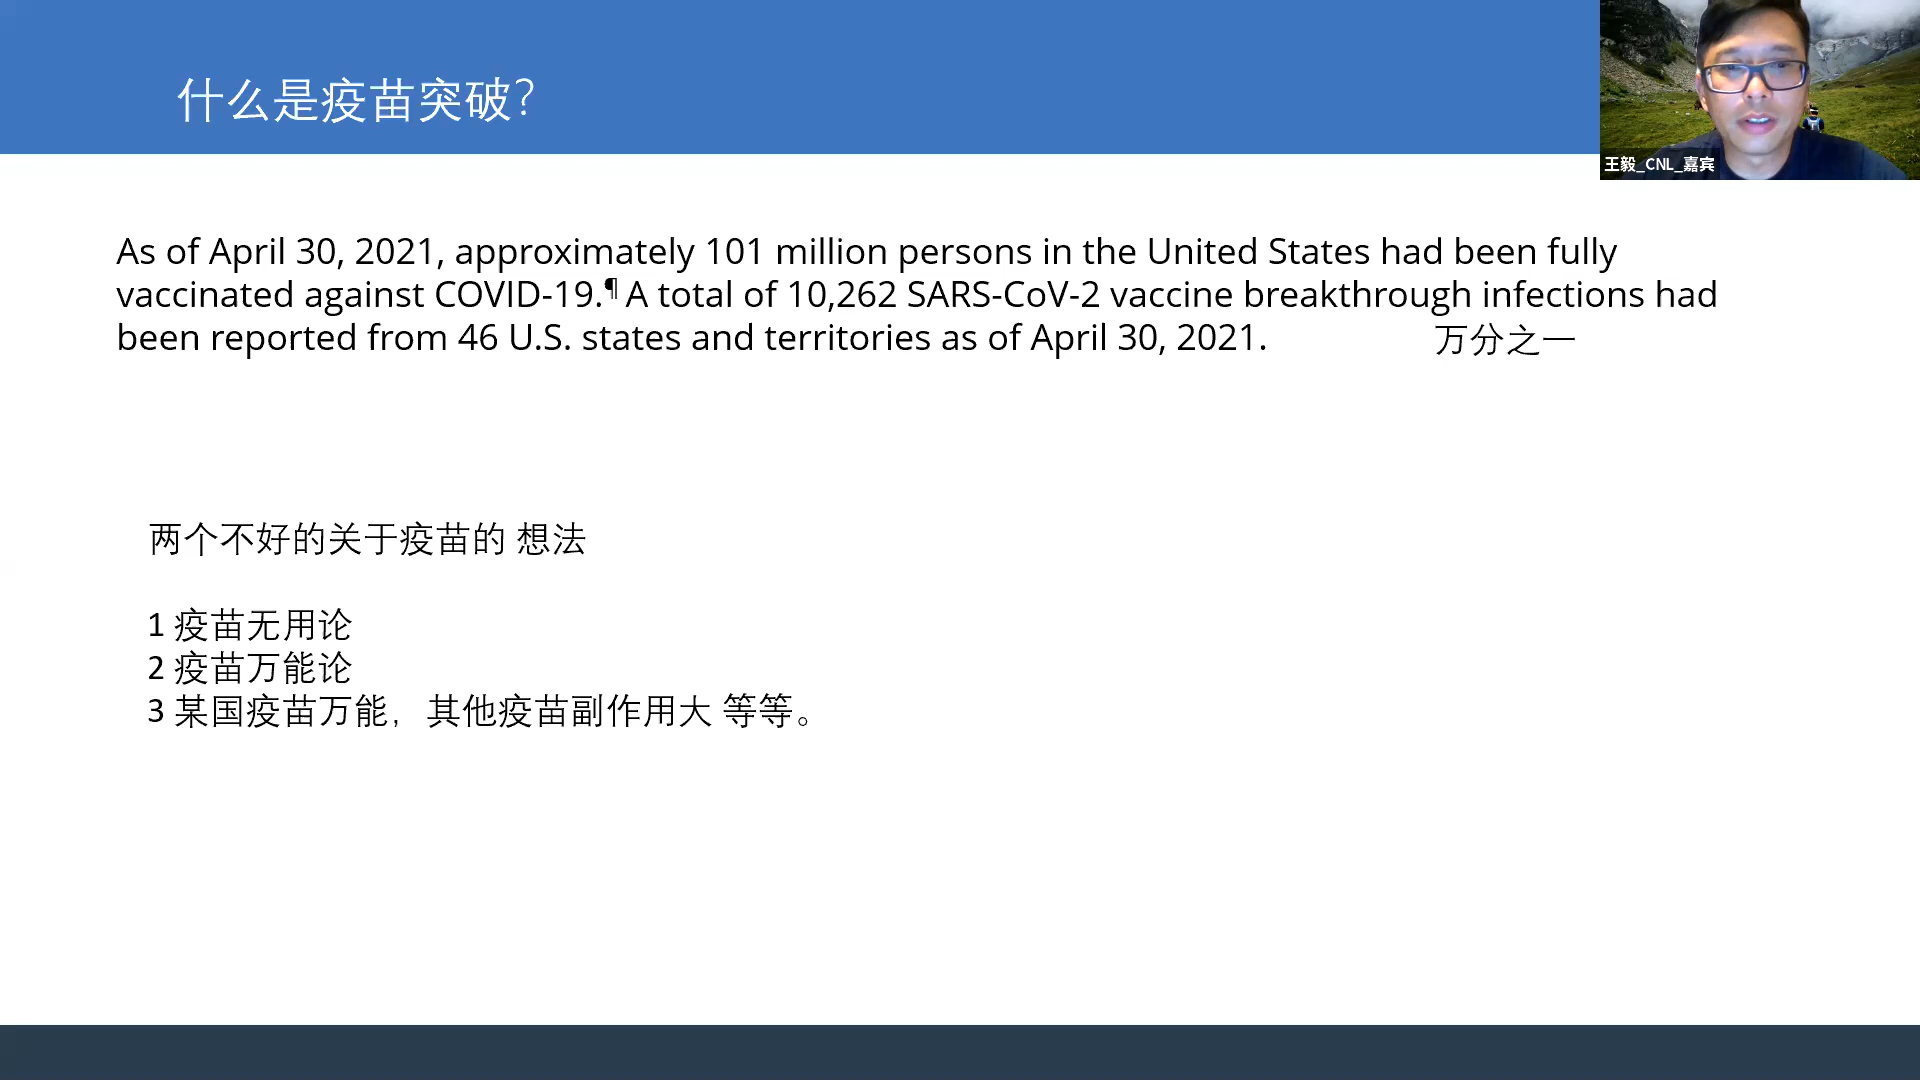 什么是疫苗突破？
王毅_CNL_嘉宾
As of April 30, 2021, approximately 101 million persons in the United States had been fully
vaccinated against COVID-19.¶ A total of 10,262 SARS-CoV-2 vaccine breakthrough infections had
been reported from 46 U.S. states and territories as of April 30, 2021.
万分之一
两个不好的关于疫苗的 想法
1 疫苗无用论
2 疫苗万能论
3 某国疫苗万能，其他疫苗副作用大 等等。